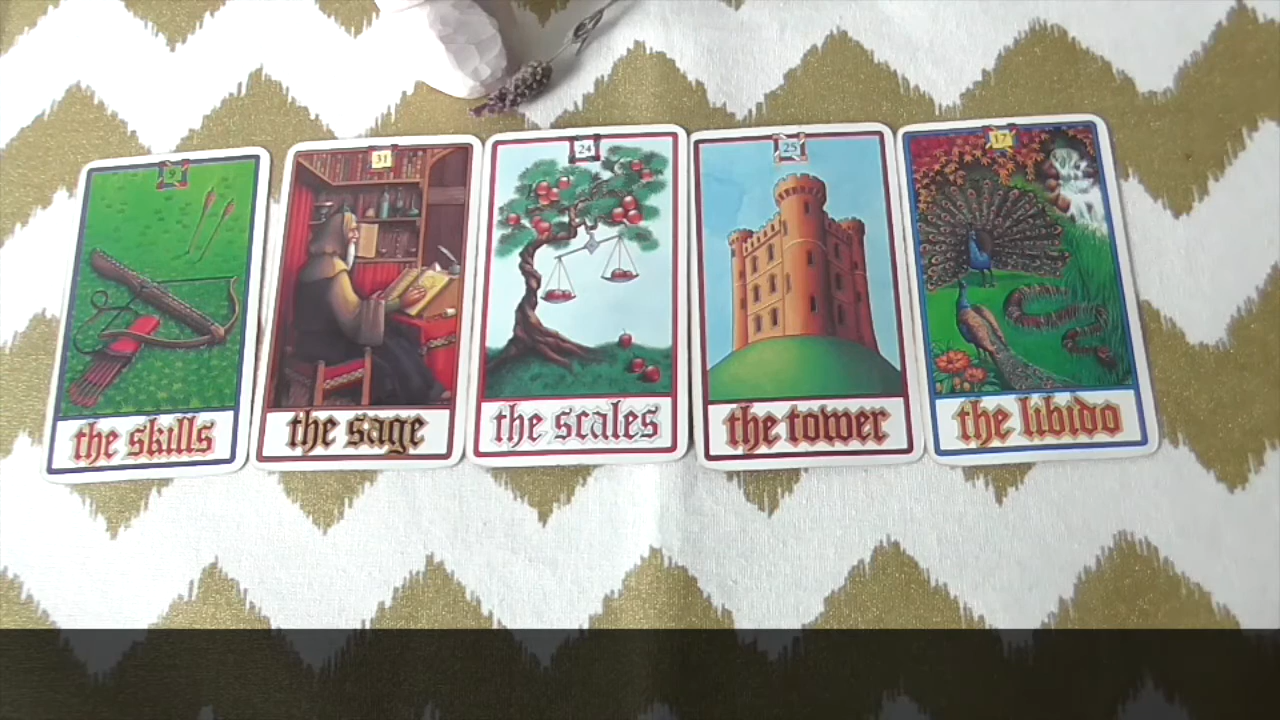 9
the skills
31
the sage
24
the scales
25
the tower
17
the libido